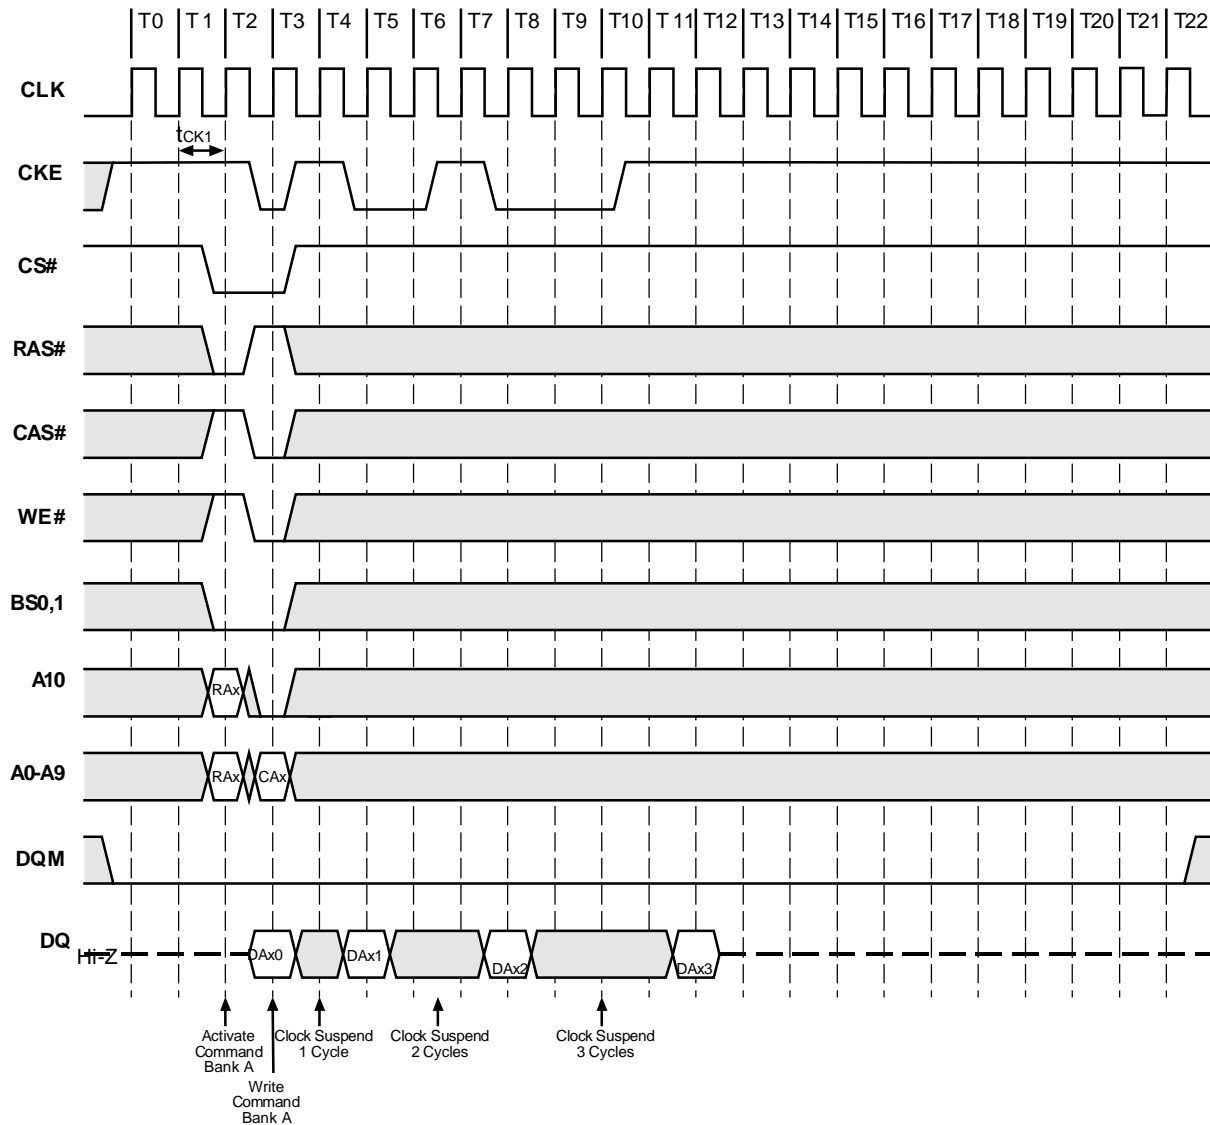 T0 T1 T2 T3 T4 T5 T6 T7 T8 T9 T10 T11 T12 T13 T14 T15 T16 T17 T18 T19 T20 T21 T22
CLK
tCK1
CKE
CS#
RAS#
CAS#
WE#
BS0,1
A10 RAx
A0-A9 RAx CAx
DQM
DQ
Hi-Z DAx0 DAx1 DAx2 DAx3
Activate
Command
Bank A
Write
Command
Bank A
Clock Suspend
1 Cycle
Clock Suspend
2 Cycles
Clock Suspend
3 Cycles